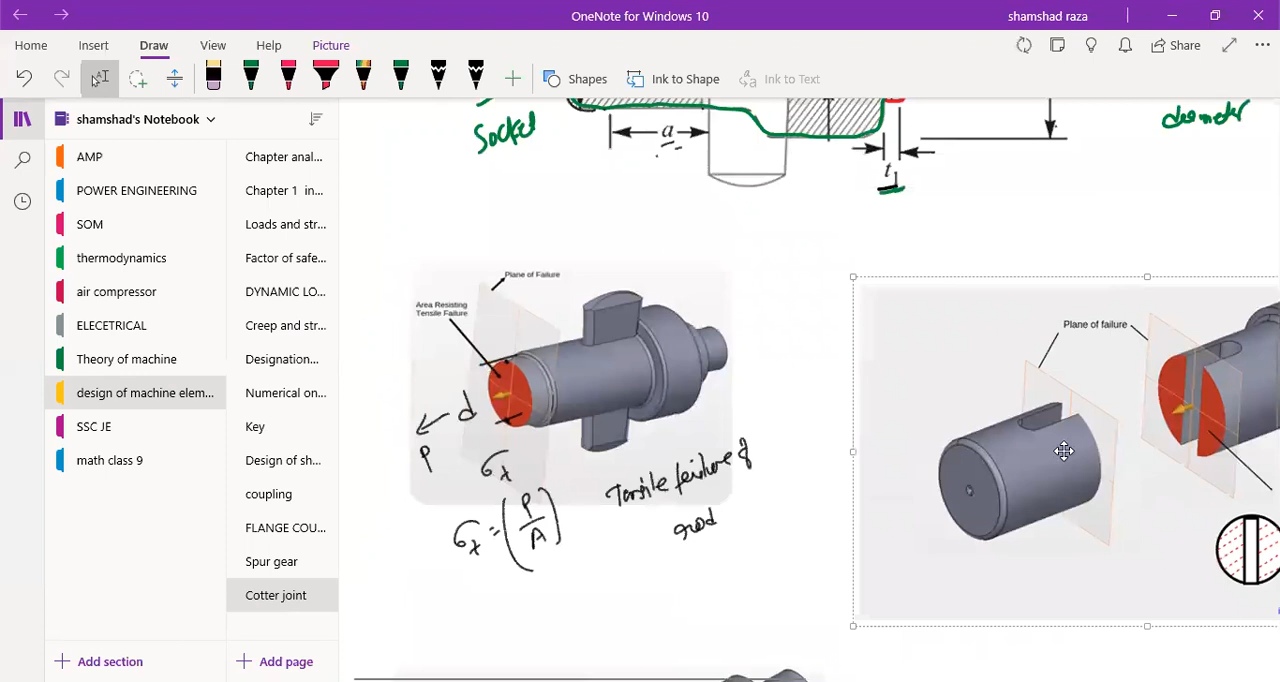 OneNote for Windows 10
shamshad raza
Home
Insert
Draw
View
Help
Picture
Share
Shapes
Ink to Shape
Ink to Text
shamshad's Notebook
AMP
POWER ENGINEERING
SOM
thermodynamics
air compressor
ELECETRICAL
Theory of machine
design of machine elem...
SSC JE
math class 9
Add section
Chapter anal...
Chapter 1 in...
Loads and str...
Factor of safe...
DYNAMIC LO...
Creep and str...
Designation...
Numerical on...
Key
Design of sh...
coupling
FLANGE COU...
Spur gear
Cotter joint
Add page
Socket
a
t1
diameter
Plane of Failure
Area Resisting
Tensile Failure
d
P
σx
σx = (P/A)
Tensile failure of
rod
Plane of failure